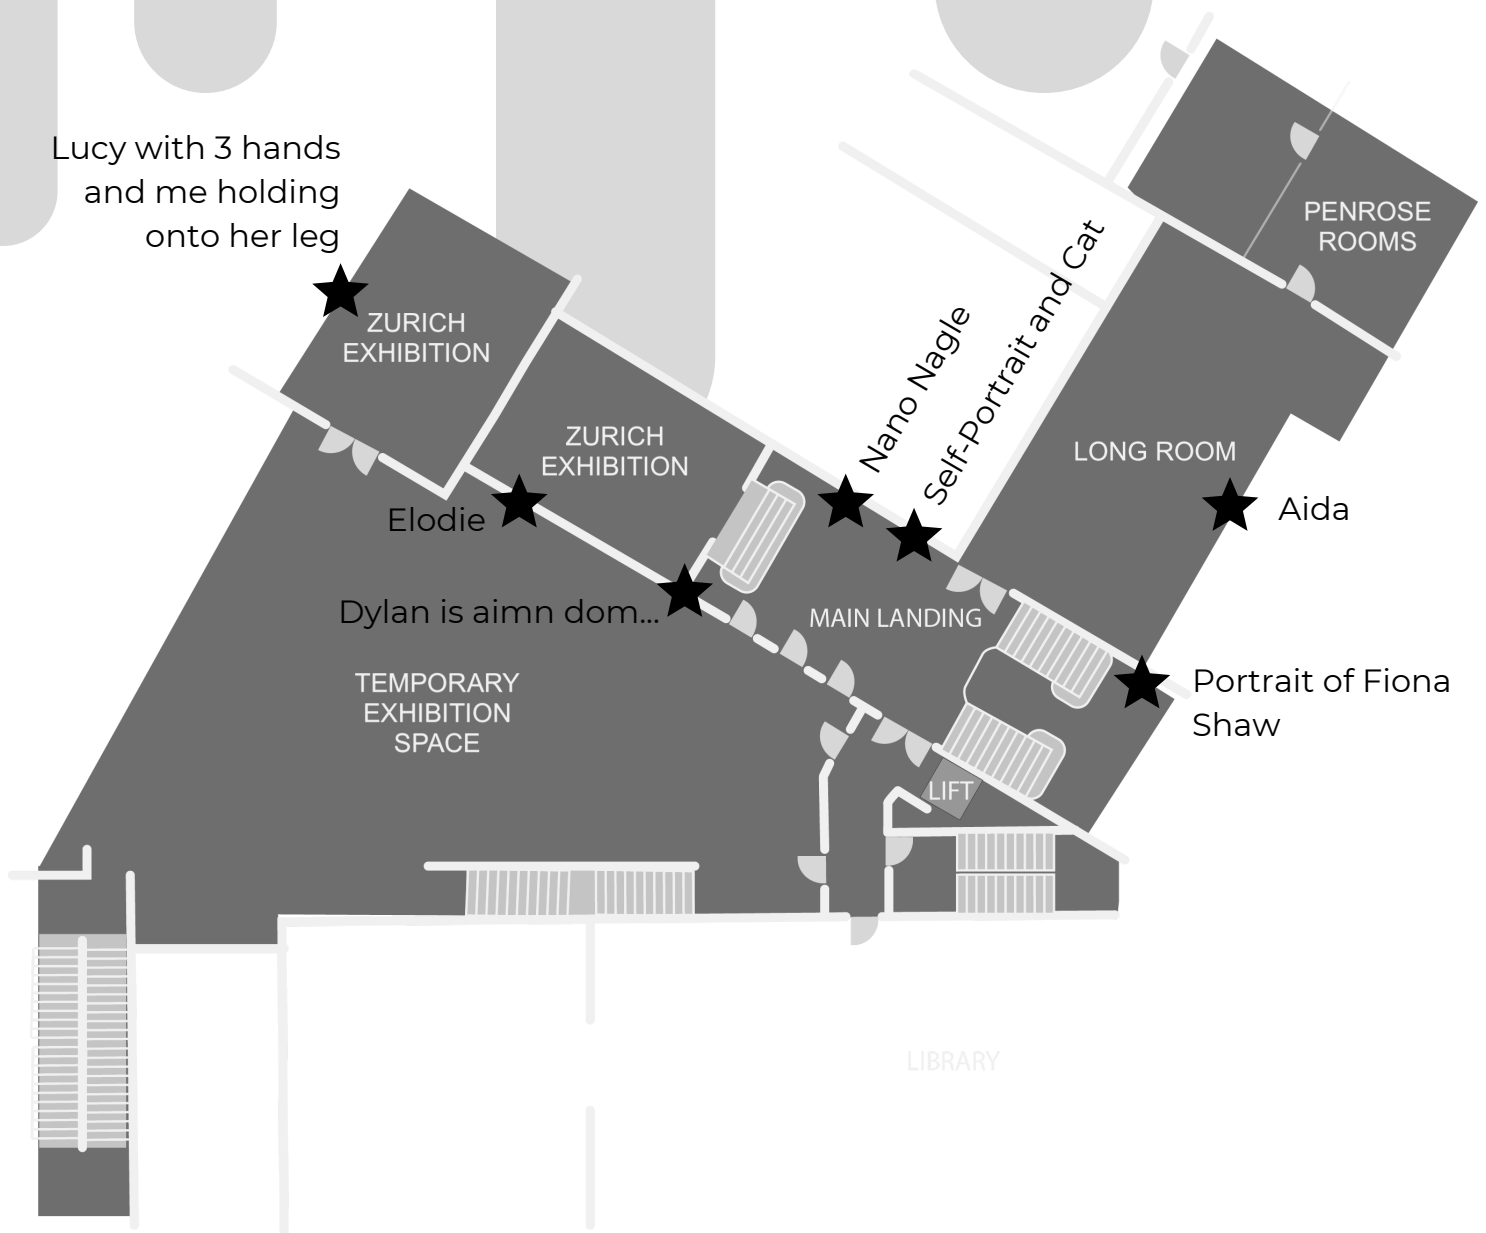 Lucy with 3 hands
and me holding
onto her leg
PENROSE
ROOMS
ZURICH
EXHIBITION
Nano Nagle
Self-Portrait and Cat
ZURICH
EXHIBITION
LONG ROOM
Elodie
Aida
Dylan is aimn dom...
MAIN LANDING
TEMPORARY
EXHIBITION
SPACE
Portrait of Fiona
Shaw
LIFT
LIBRARY